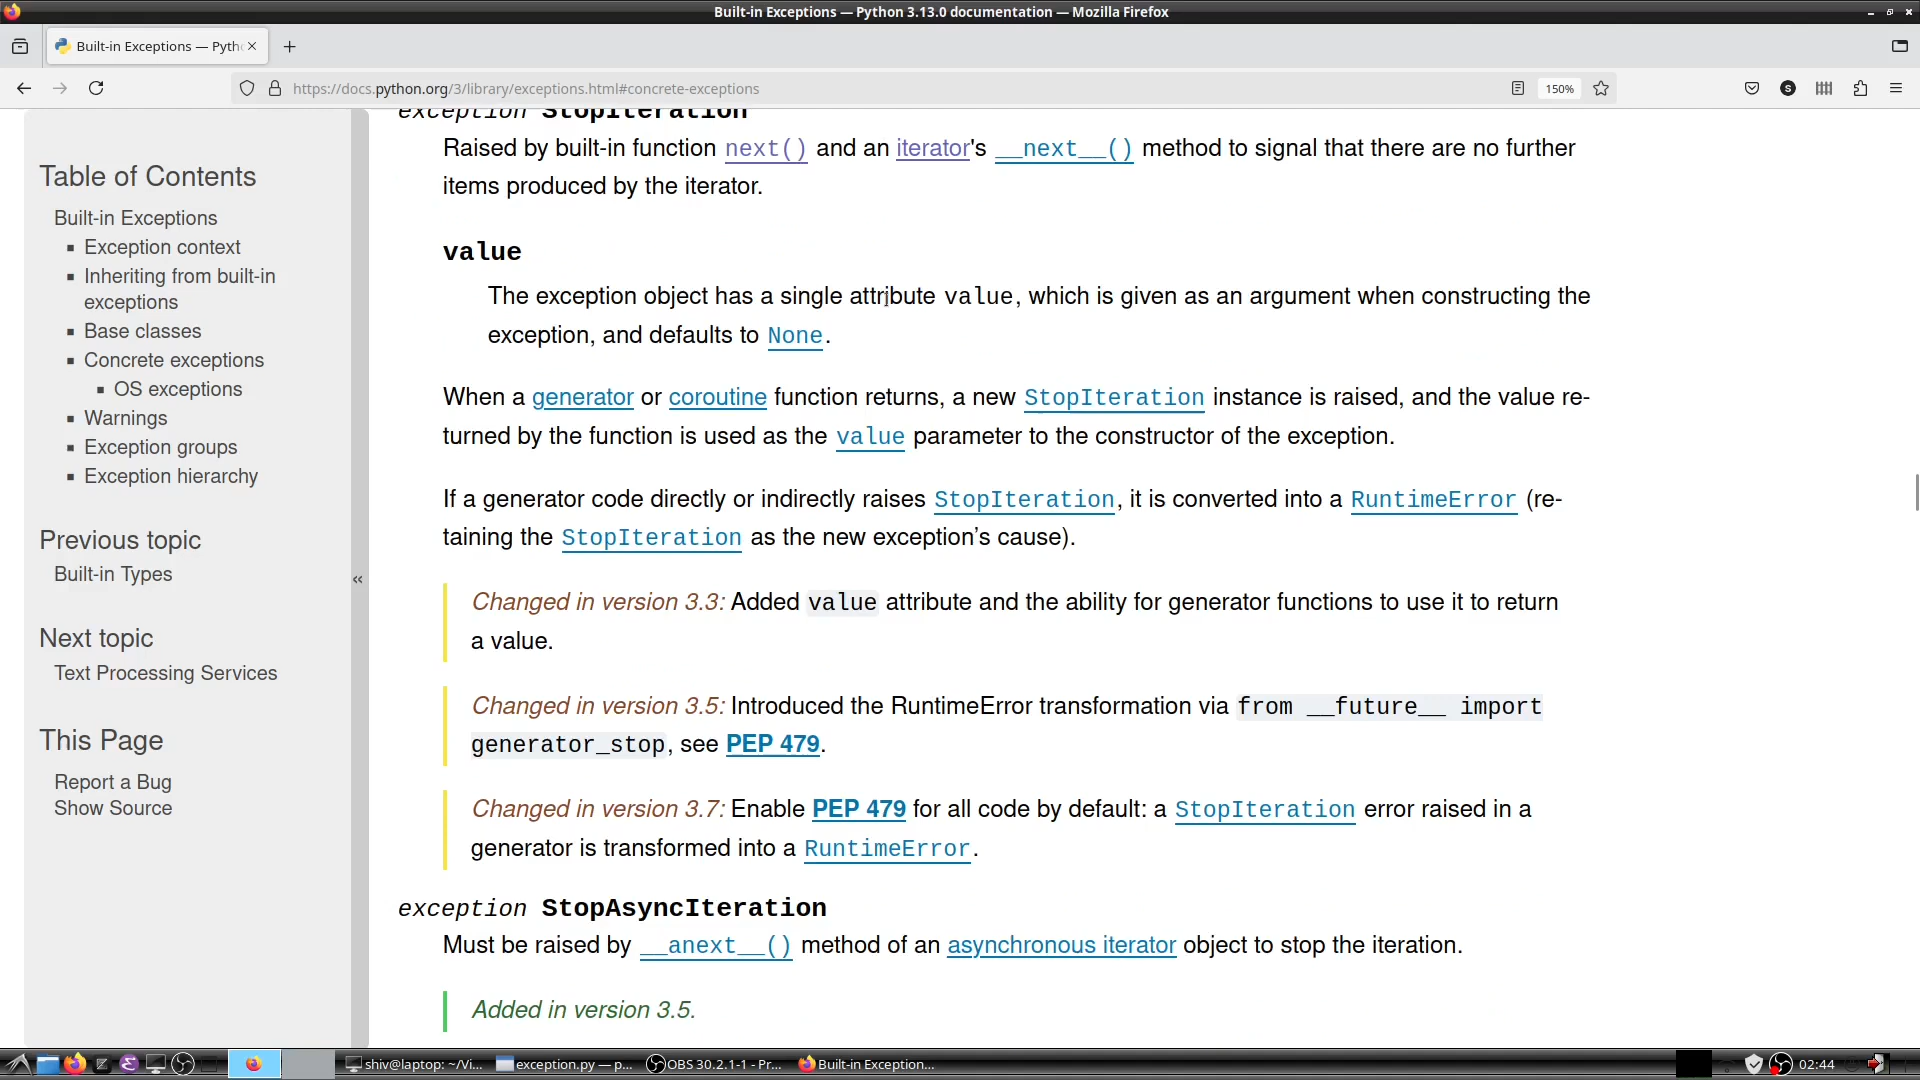 Built-in Exceptions — Python 3.13.0 documentation — Mozilla Firefox
Built-in Exceptions — Pyth
https://docs.python.org/3/library/exceptions.html#concrete-exceptions
150%
S
Table of Contents
Built-in Exceptions
Exception context
Inheriting from built-in
exceptions
Base classes
Concrete exceptions
OS exceptions
Warnings
Exception groups
Exception hierarchy
Previous topic
Built-in Types
Next topic
Text Processing Services
This Page
Report a Bug
Show Source
«
exception StopIteration
Raised by built-in function next() and an iterator's __next__() method to signal that there are no further
items produced by the iterator.
value
The exception object has a single attribute value, which is given as an argument when constructing the
exception, and defaults to None.
When a generator or coroutine function returns, a new StopIteration instance is raised, and the value re-
turned by the function is used as the value parameter to the constructor of the exception.
If a generator code directly or indirectly raises StopIteration, it is converted into a RuntimeError (re-
taining the StopIteration as the new exception’s cause).
Changed in version 3.3: Added value attribute and the ability for generator functions to use it to return
a value.
Changed in version 3.5: Introduced the RuntimeError transformation via from __future__ import
generator_stop, see PEP 479.
Changed in version 3.7: Enable PEP 479 for all code by default: a StopIteration error raised in a
generator is transformed into a RuntimeError.
exception StopAsyncIteration
Must be raised by __anext__() method of an asynchronous iterator object to stop the iteration.
Added in version 3.5.
shiv@laptop: ~/Vi... exception.py — p... OBS 30.2.1-1 - Pr... Built-in Exception... 02:44